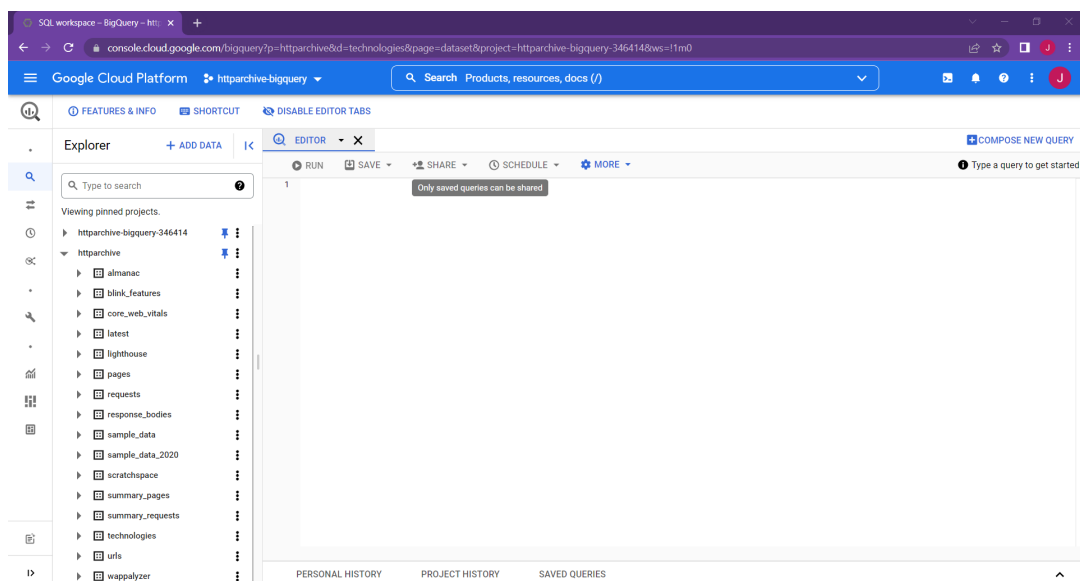 SQL workspace – BigQuery – http
console.cloud.google.com/bigquery?p=httparchive&d=technologies&page=dataset&project=httparchive-bigquery-346414&ws=!1m0
J
Google Cloud Platform
httparchive-bigquery
Search Products, resources, docs (/)
J
FEATURES & INFO
SHORTCUT
DISABLE EDITOR TABS
Explorer
+ ADD DATA
EDITOR
COMPOSE NEW QUERY
RUN
SAVE
SHARE
SCHEDULE
MORE
Type a query to get started
Type to search
1
Only saved queries can be shared
Viewing pinned projects.
httparchive-bigquery-346414
httparchive
almanac
blink_features
core_web_vitals
latest
lighthouse
pages
requests
response_bodies
sample_data
sample_data_2020
scratchspace
summary_pages
summary_requests
technologies
urls
wappalyzer
PERSONAL HISTORY
PROJECT HISTORY
SAVED QUERIES